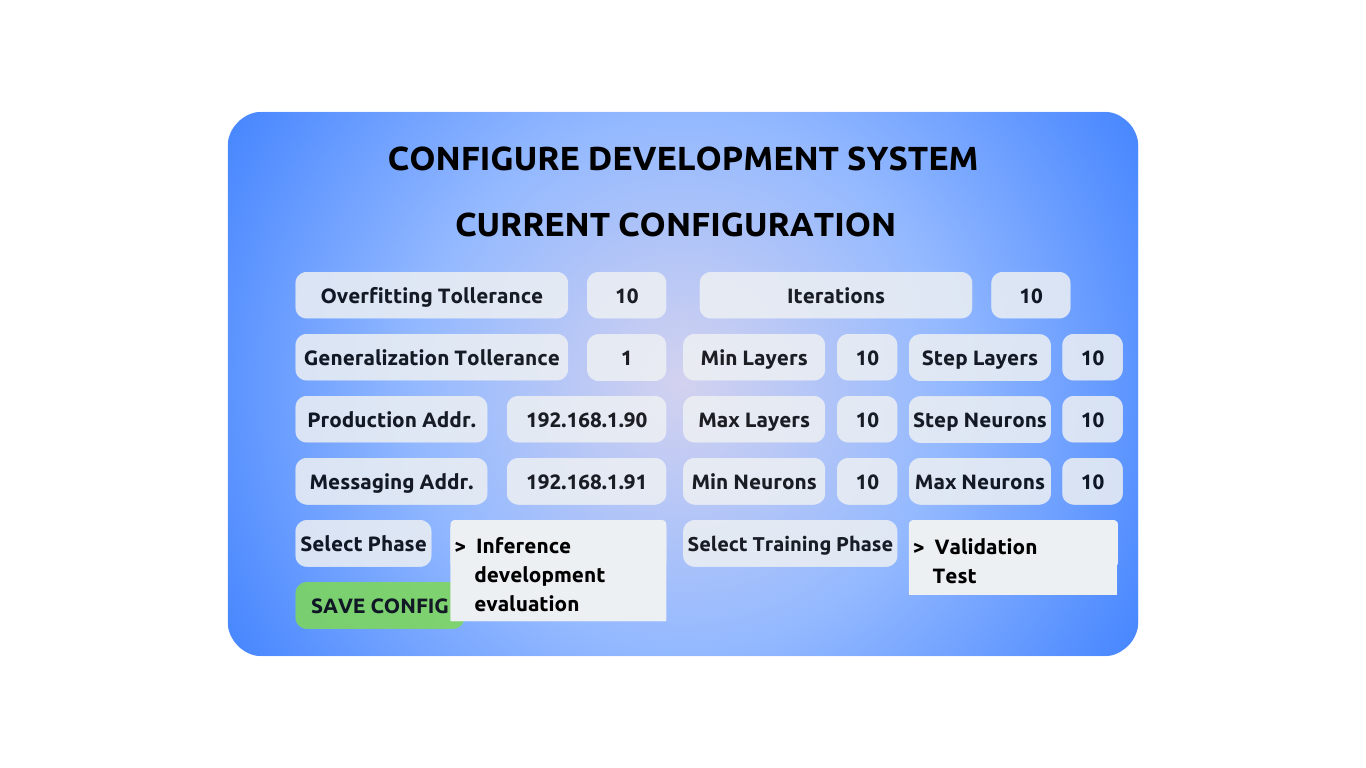 CONFIGURE DEVELOPMENT SYSTEM
CURRENT CONFIGURATION
Overfitting Tollerance 10 Iterations 10
Generalization Tollerance 1 Min Layers 10 Step Layers 10
Production Addr. 192.168.1.90 Max Layers 10 Step Neurons 10
Messaging Addr. 192.168.1.91 Min Neurons 10 Max Neurons 10
Select Phase > Inference Select Training Phase > Validation
development Test
SAVE CONFIG evaluation